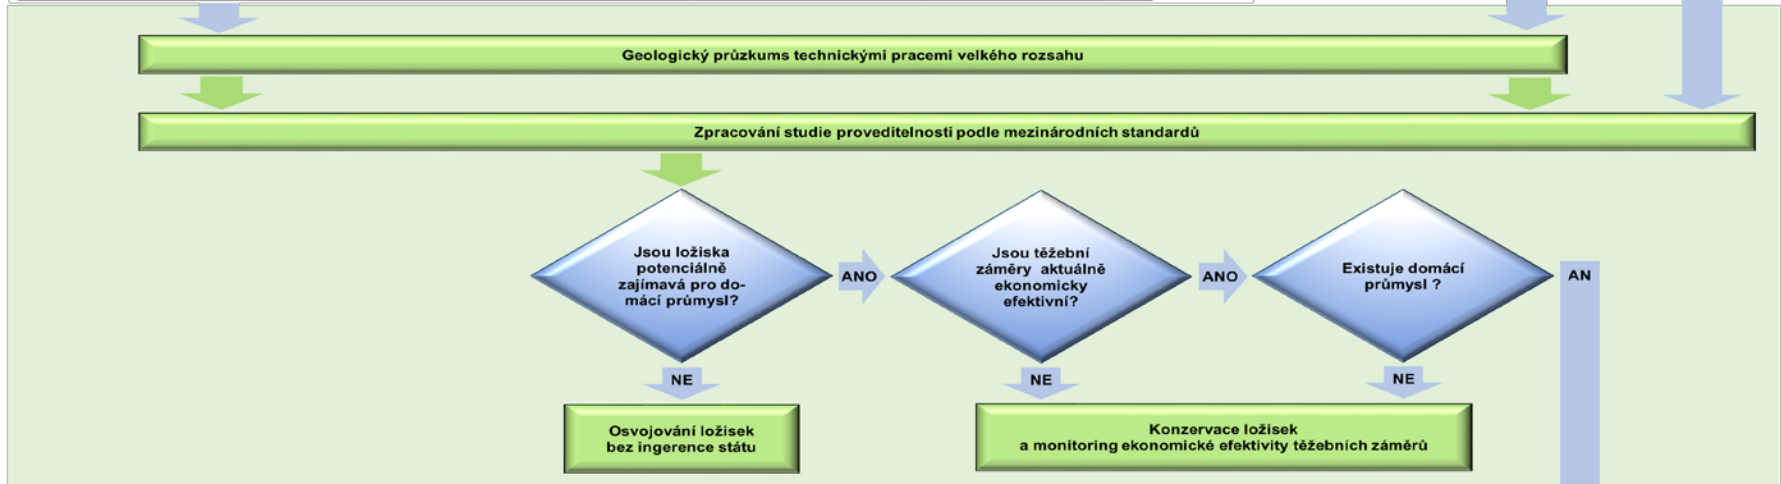 Geologický průzkums technickými pracemi velkého rozsahu
Zpracování studie proveditelnosti podle mezinárodních standardů
Jsou ložiska
potenciálně
zajímavá pro do-
mácí průmysl?
ANO
Jsou těžební
záměry aktuálně
ekonomicky
efektivní?
ANO
Existuje domácí
průmysl ?
AN
NE
NE
NE
Osvojování ložisek
bez ingerence státu
Konzervace ložisek
a monitoring ekonomické efektivity těžebních záměrů